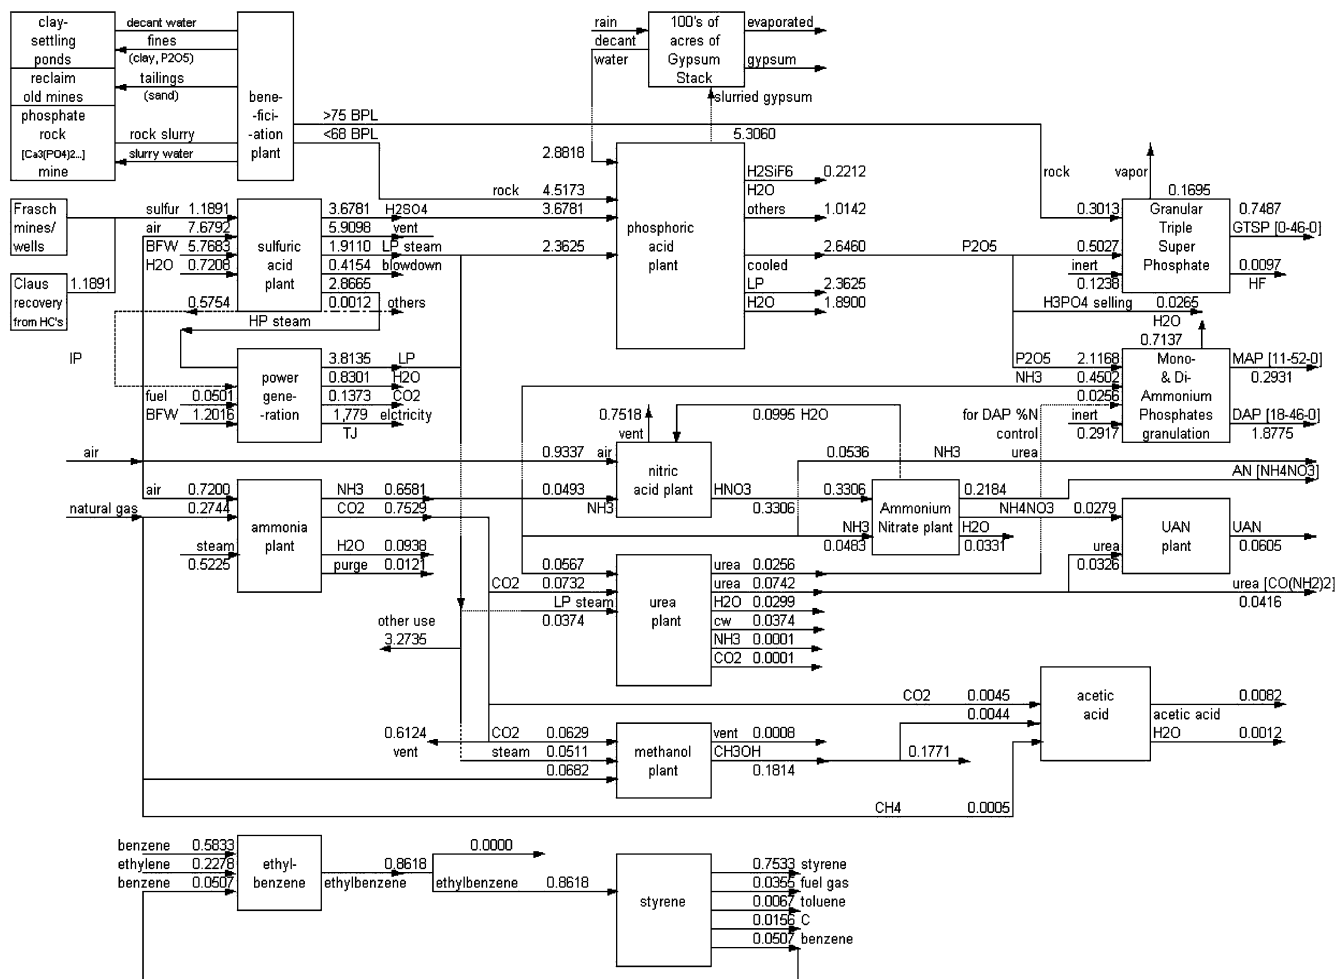 clay-
settling
ponds
reclaim
old mines
phosphate
rock
[Ca3(PO4)2...]
mine
decant water
fines
(clay, P2O5)
tailings
(sand)
rock slurry
slurry water
bene-
-fici-
-ation
plant
>75 BPL
<68 BPL
rain
decant
water
100's of
acres of
Gypsum
Stack
evaporated
gypsum
slurried gypsum
5.3060
2.8818
rock 4.5173
3.6781
2.3625
phosphoric
acid
plant
H2SiF6 0.2212
H2O
others 1.0142
2.6460
cooled
LP 2.3625
H2O 1.8900
P2O5
rock
vapor
0.1695
0.3013
0.5027
inert
0.1238
Granular
Triple
Super
Phosphate
0.7487
GTSP [0-46-0]
0.0097
HF
H3PO4 selling 0.0265
H2O
0.7137
Frasch
mines/
wells
Claus
recovery
from HC's
1.1891
sulfur 1.1891
air 7.6792
BFW 5.7683
H2O 0.7208
sulfuric
acid
plant
3.6781 H2SO4
5.9098 vent
1.9110 LP steam
0.4154 blowdown
2.8665
0.0012 others
0.5754
HP steam
IP
fuel 0.0501
BFW 1.2016
power
gene-
-ration
3.8135 LP
0.8301 H2O
0.1373 CO2
1,779 elctricity
TJ
P2O5 2.1168
NH3 0.4502
0.0256
for DAP %N
control
urea
inert
0.2917
Mono-
& Di-
Ammonium
Phosphates
granulation
MAP [11-52-0]
0.2931
DAP [18-46-0]
1.8775
air
0.9337 air
0.7518
vent
0.0995 H2O
nitric
acid plant
0.0493
NH3
HNO3
0.3306
0.3306
0.0536 NH3
AN [NH4NO3]
Ammonium
Nitrate plant
NH3
0.0483
0.2184
NH4NO3 0.0279
H2O
0.0331
UAN
plant
urea
0.0326
UAN
0.0605
air 0.7200
natural gas 0.2744
steam
0.5225
ammonia
plant
NH3 0.6581
CO2 0.7529
H2O 0.0938
purge 0.0121
0.0567
CO2 0.0732
LP steam
0.0374
urea
plant
urea 0.0256
urea 0.0742
H2O 0.0299
cw 0.0374
NH3 0.0001
CO2 0.0001
urea [CO(NH2)2]
0.0416
other use
3.2735
0.6124
vent
CO2 0.0629
steam 0.0511
0.0682
methanol
plant
vent 0.0008
CH3OH
0.1814
0.1771
CO2 0.0045
0.0044
CH4 0.0005
acetic
acid
0.0082
acetic acid
H2O 0.0012
benzene 0.5833
ethylene 0.2278
benzene 0.0507
ethyl-
benzene
0.8618
ethylbenzene
0.0000
ethylbenzene 0.8618
styrene
0.7533 styrene
0.0355 fuel gas
0.0067 toluene
0.0156 C
0.0507 benzene